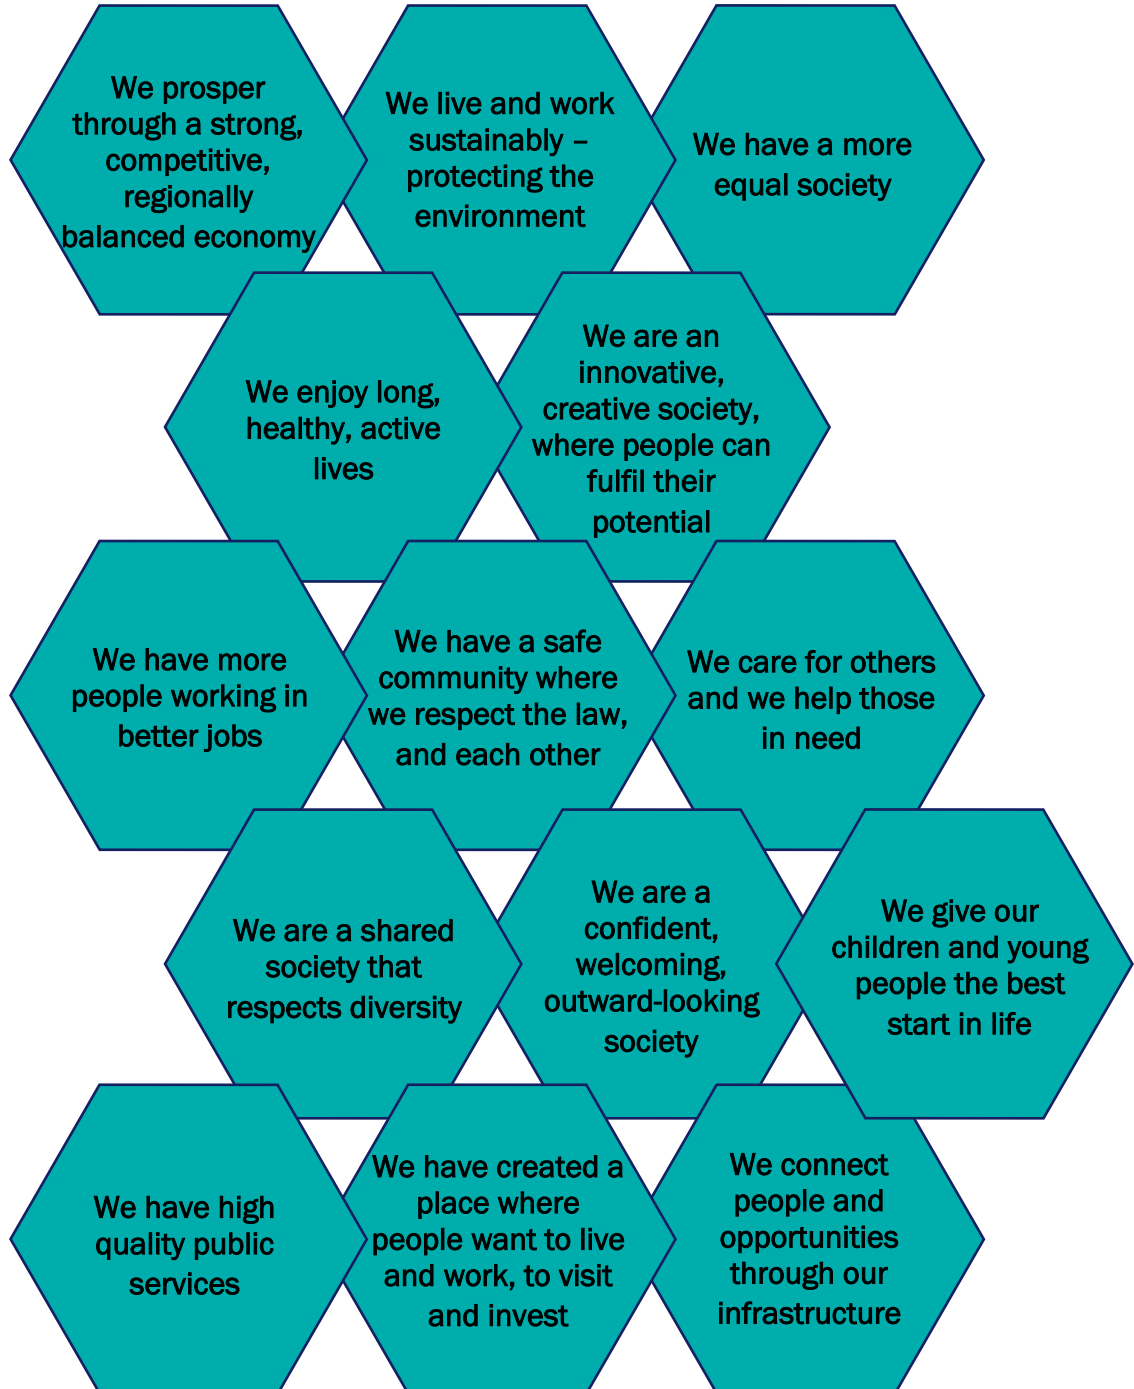 We prosper
through a strong,
competitive,
regionally
balanced economy
We live and work
sustainably –
protecting the
environment
We have a more
equal society
We enjoy long,
healthy, active
lives
We are an
innovative,
creative society,
where people can
fulfil their
potential
We have more
people working in
better jobs
We have a safe
community where
we respect the law,
and each other
We care for others
and we help those
in need
We are a shared
society that
respects diversity
We are a
confident,
welcoming,
outward-looking
society
We give our
children and young
people the best
start in life
We have high
quality public
services
We have created a
place where
people want to live
and work, to visit
and invest
We connect
people and
opportunities
through our
infrastructure